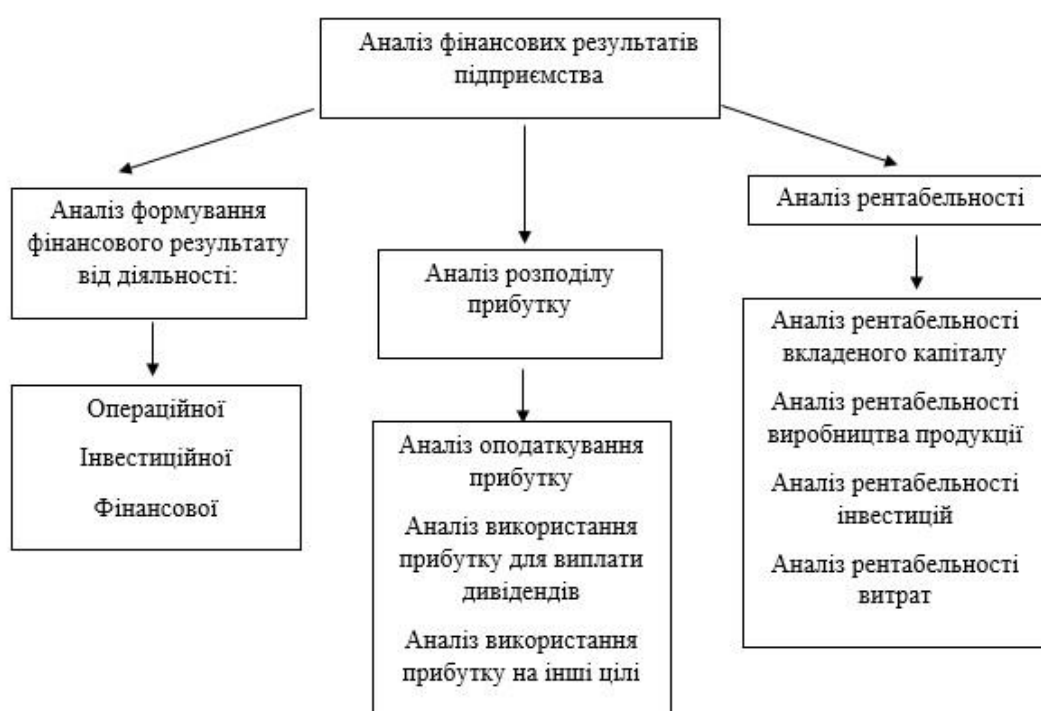 Аналіз фінансових результатів
підприємства
Аналіз формування
фінансового результату
від діяльності:
Операційної
Інвестиційної
Фінансової
Аналіз розподілу
прибутку
Аналіз оподаткування
прибутку
Аналіз використання
прибутку для виплати
дивідендів
Аналіз використання
прибутку на інші цілі
Аналіз рентабельності
Аналіз рентабельності
вкладеного капіталу
Аналіз рентабельності
виробництва продукції
Аналіз рентабельності
інвестицій
Аналіз рентабельності
витрат